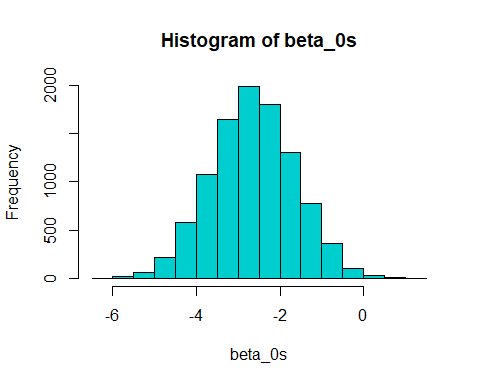 Histogram of beta_0s
Frequency
2000
1000
500
0
-6 -4 -2 0
beta_0s